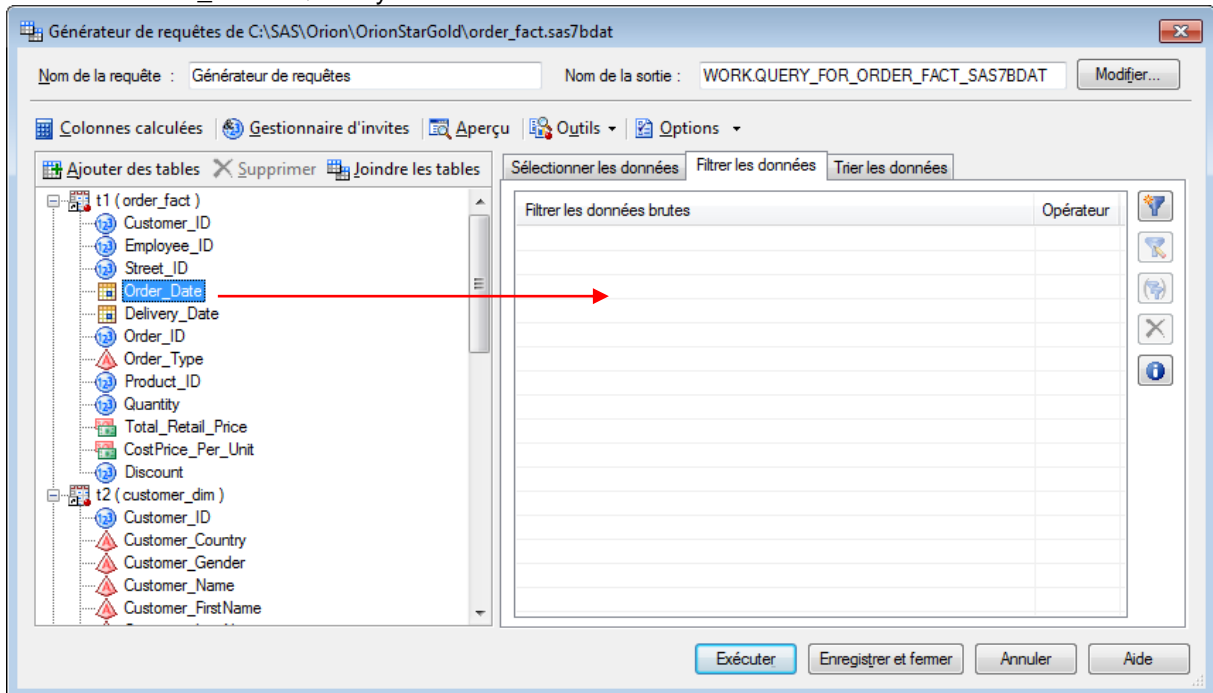 Générateur de requêtes de C:\SAS\Orion\OrionStarGold\order_fact.sas7bdat
Nom de la requête : Générateur de requêtes Nom de la sortie : WORK.QUERY_FOR_ORDER_FACT_SAS7BDAT Modifier...
Colonnes calculées Gestionnaire d'invites Aperçu Outils Options
Ajouter des tables Supprimer Joindre les tables Sélectionner les données Filtrer les données Trier les données
t1 ( order_fact ) Filtrer les données brutes Opérateur
Customer_ID
Employee_ID
Street_ID
Order_Date
Delivery_Date
Order_ID
Order_Type
Product_ID
Quantity
Total_Retail_Price
CostPrice_Per_Unit
Discount
t2 ( customer_dim )
Customer_ID
Customer_Country
Customer_Gender
Customer_Name
Customer_FirstName
Exécuter Enregistrer et fermer Annuler Aide